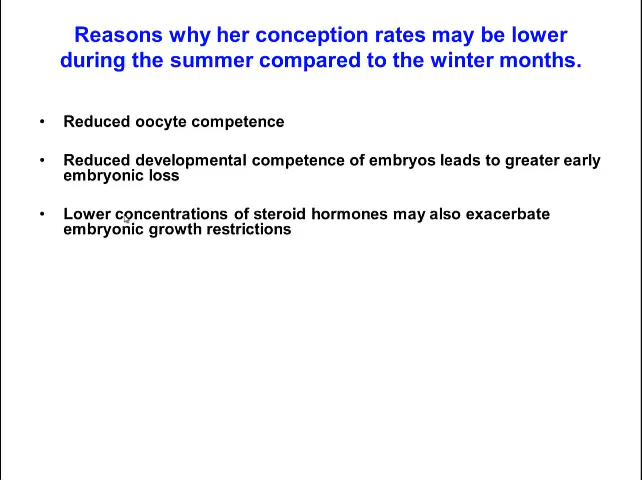 Reasons why her conception rates may be lower
during the summer compared to the winter months.
• Reduced oocyte competence
• Reduced developmental competence of embryos leads to greater early
embryonic loss
• Lower concentrations of steroid hormones may also exacerbate
embryonic growth restrictions